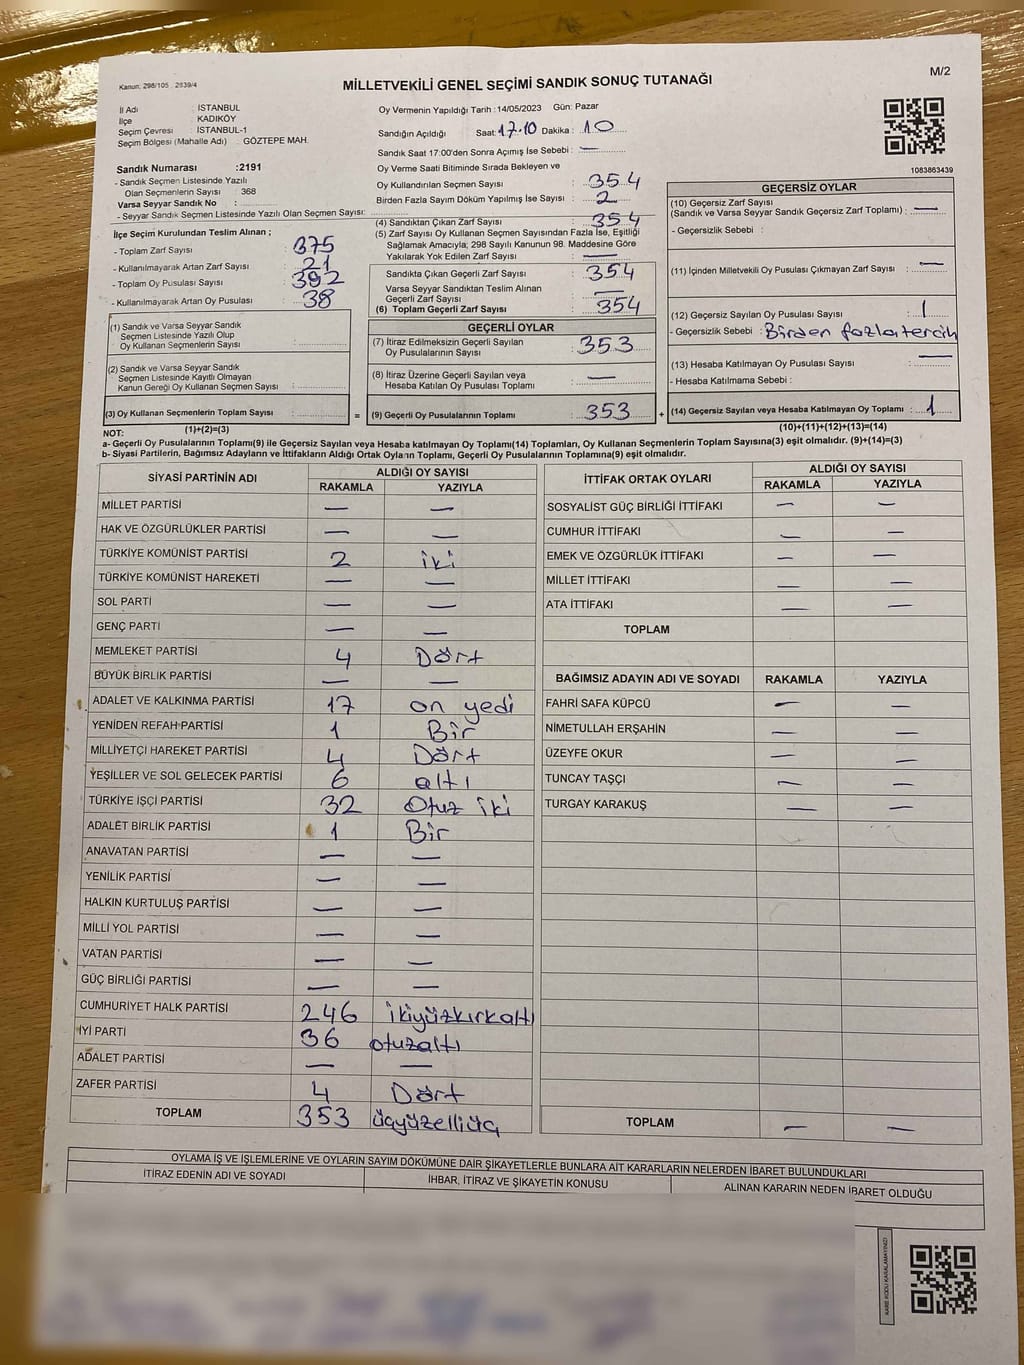 Kanun: 298/105 2839/4
MİLLETVEKİLİ GENEL SEÇİMİ SANDIK SONUÇ TUTANAĞI
M/2
İl Adı : İSTANBUL
İlçe : KADIKÖY
Seçim Çevresi : İSTANBUL-1
Seçim Bölgesi (Mahalle Adı) : GÖZTEPE MAH.
Oy Vermenin Yapıldığı Tarih : 14/05/2023 Gün: Pazar
Sandığın Açıldığı Saat: 17.10 Dakika : 10
Sandık Saat 17:00'den Sonra Açımış İse Sebebi : —
Sandık Numarası :2191
- Sandık Seçmen Listesinde Yazılı
Olan Seçmenlerin Sayısı 368
Varsa Seyyar Sandık No :
- Seyyar Sandık Seçmen Listesinde Yazılı Olan Seçmen Sayısı:
Oy Verme Saati Bitiminde Sırada Bekleyen ve
Oy Kullandırılan Seçmen Sayısı : 354
Birden Fazla Sayım Döküm Yapılmış İse Sayısı : 2
(4) Sandıktan Çıkan Zarf Sayısı : 354
(5) Zarf Sayısı Oy Kullanan Seçmen Sayısından Fazla İse, Eşitliği
Sağlamak Amacıyla; 298 Sayılı Kanunun 98. Maddesine Göre
Yakılarak Yok Edilen Zarf Sayısı : —
İlçe Seçim Kurulundan Teslim Alınan ;
- Toplam Zarf Sayısı : 375
- Kullanılmayarak Artan Zarf Sayısı : 21
- Toplam Oy Pusulası Sayısı : 392
- Kullanılmayarak Artan Oy Pusulası : 38
Sandıkta Çıkan Geçerli Zarf Sayısı : 354
Varsa Seyyar Sandıktan Teslim Alınan
Geçerli Zarf Sayısı : —
(6) Toplam Geçerli Zarf Sayısı : 354
1083863439
GEÇERSİZ OYLAR
(10) Geçersiz Zarf Sayısı
(Sandık ve Varsa Seyyar Sandık Geçersiz Zarf Toplamı) : —
- Geçersizlik Sebebi :
(11) İçinden Milletvekili Oy Pusulası Çıkmayan Zarf Sayısı : —
(12) Geçersiz Sayılan Oy Pusulası Sayısı : 1
- Geçersizlik Sebebi : Birden fazla tercih
(13) Hesaba Katılmayan Oy Pusulası Sayısı : —
- Hesaba Katılmama Sebebi :
(14) Geçersiz Sayılan veya Hesaba Katılmayan Oy Toplamı : 1
(10)+(11)+(12)+(13)=(14)
(1) Sandık ve Varsa Seyyar Sandık
Seçmen Listesinde Yazılı Olup
Oy Kullanan Seçmenlerin Sayısı :
(2) Sandık ve Varsa Seyyar Sandık
Seçmen Listesinde Kayıtlı Olmayan
Kanun Gereği Oy Kullanan Seçmen Sayısı :
(3) Oy Kullanan Seçmenlerin Toplam Sayısı : =
(1)+(2)=(3)
GEÇERLİ OYLAR
(7) İtiraz Edilmeksizin Geçerli Sayılan
Oy Pusulalarının Sayısı : 353
(8) İtiraz Üzerine Geçerli Sayılan veya
Hesaba Katılan Oy Pusulası Toplamı : —
(9) Geçerli Oy Pusulalarının Toplamı : 353 +
NOT:
a- Geçerli Oy Pusulalarının Toplamı(9) ile Geçersiz Sayılan veya Hesaba katılmayan Oy Toplamı(14) Toplamları, Oy Kullanan Seçmenlerin Toplam Sayısına(3) eşit olmalıdır. (9)+(14)=(3)
b- Siyasi Partilerin, Bağımsız Adayların ve İttifakların Aldığı Ortak Oyların Toplamı, Geçerli Oy Pusulalarının Toplamına(9) eşit olmalıdır.
SİYASİ PARTİNİN ADI ALDIĞI OY SAYISI
RAKAMLA YAZIYLA
MİLLET PARTİSİ — —
HAK VE ÖZGÜRLÜKLER PARTİSİ — —
TÜRKİYE KOMÜNİST PARTİSİ 2 iki
TÜRKİYE KOMÜNİST HAREKETİ — —
SOL PARTİ — —
GENÇ PARTİ — —
MEMLEKET PARTİSİ 4 Dört
BÜYÜK BİRLİK PARTİSİ — —
ADALET VE KALKINMA PARTİSİ 17 on yedi
YENİDEN REFAH PARTİSİ 1 Bir
MİLLİYETÇİ HAREKET PARTİSİ 4 Dört
YEŞİLLER VE SOL GELECEK PARTİSİ 6 altı
TÜRKİYE İŞÇİ PARTİSİ 32 Otuz iki
ADALET BİRLİK PARTİSİ 1 Bir
ANAVATAN PARTİSİ — —
YENİLİK PARTİSİ — —
HALKIN KURTULUŞ PARTİSİ — —
MİLLİ YOL PARTİSİ — —
VATAN PARTİSİ — —
GÜÇ BİRLİĞİ PARTİSİ — —
CUMHURİYET HALK PARTİSİ 246 ikiyüzkırkaltı
İYİ PARTİ 36 otuzaltı
ADALET PARTİSİ — —
ZAFER PARTİSİ 4 Dört
TOPLAM 353 üçyüzelliüç
İTTİFAK ORTAK OYLARI ALDIĞI OY SAYISI
RAKAMLA YAZIYLA
SOSYALİST GÜÇ BİRLİĞİ İTTİFAKI — —
CUMHUR İTTİFAKI — —
EMEK VE ÖZGÜRLÜK İTTİFAKI — —
MİLLET İTTİFAKI — —
ATA İTTİFAKI — —
TOPLAM
BAĞIMSIZ ADAYIN ADI VE SOYADI RAKAMLA YAZIYLA
FAHRİ SAFA KÜPCÜ — —
NİMETULLAH ERŞAHİN — —
ÜZEYFE OKUR — —
TUNCAY TAŞÇI — —
TURGAY KARAKUŞ — —
TOPLAM — —
OYLAMA İŞ VE İŞLEMLERİNE VE OYLARIN SAYIM DÖKÜMÜNE DAİR ŞİKAYETLERLE BUNLARA AİT KARARLARIN NELERDEN İBARET BULUNDUKLARI
İTİRAZ EDENİN ADI VE SOYADI İHBAR, İTİRAZ VE ŞİKAYETİN KONUSU ALINAN KARARIN NEDEN İBARET OLDUĞU
KARE KODU KARALAMAYINIZ!